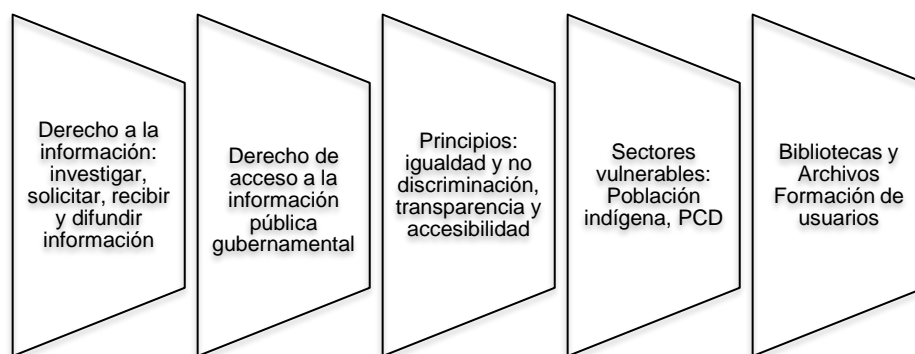 Derecho a la
información:
investigar,
solicitar, recibir
y difundir
información
Derecho de
acceso a la
información
pública
gubernamental
Principios:
igualdad y no
discriminación,
transparencia y
accesibilidad
Sectores
vulnerables:
Población
indígena, PCD
Bibliotecas y
Archivos
Formación de
usuarios